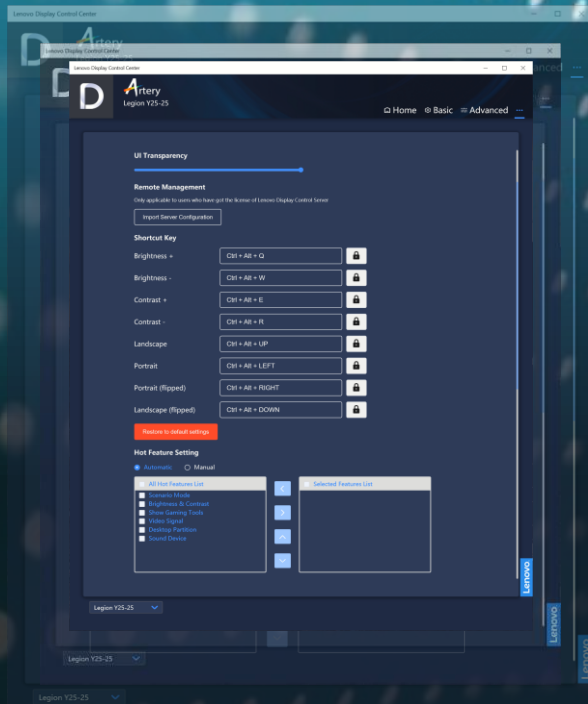 Lenovo Display Control Center
Artery
Lenovo Display Control Center
Advanced ...
Lenovo Display Control Center
D
Artery
Legion Y25-25
Home Basic Advanced ...
UI Transparency
Remote Management
Only applicable to users who have got the license of Lenovo Display Control Server.
Import Server Configuration
Shortcut Key
Brightness + Ctrl + Alt + Q
Brightness - Ctrl + Alt + W
Contrast + Ctrl + Alt + E
Contrast - Ctrl + Alt + R
Landscape Ctrl + Alt + UP
Portrait Ctrl + Alt + LEFT
Portrait (flipped) Ctrl + Alt + RIGHT
Landscape (flipped) Ctrl + Alt + DOWN
Restore to default settings
Hot Feature Setting
Automatic Manual
All Hot Features List Selected Features List
Scenario Mode
Brightness & Contrast
Show Gaming Tools
Video Signal
Desktop Partition
Sound Device
Lenovo
Legion Y25-25
Lenovo
Legion Y25-25
Lenovo
Legion Y25-25